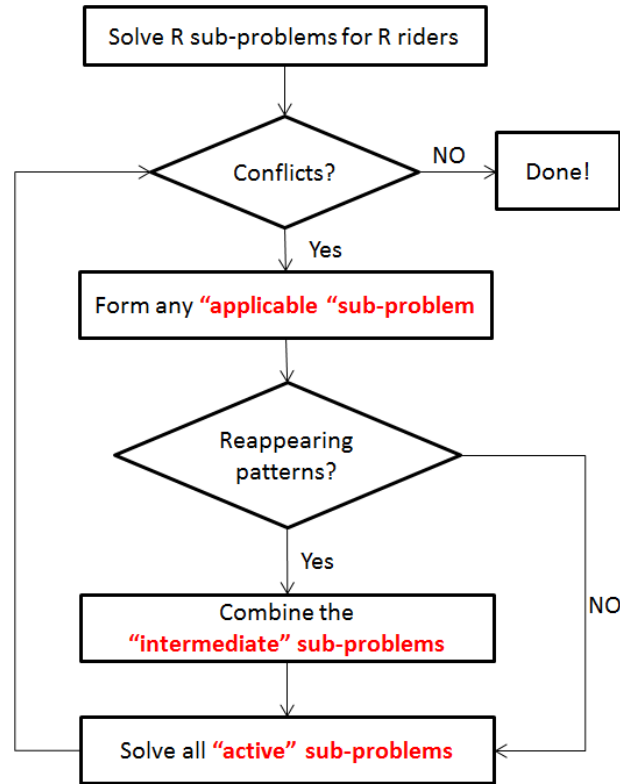 Solve R sub-problems for R riders
Conflicts?
NO
Done!
Yes
Form any “applicable “sub-problem
Reappearing
patterns?
Yes
NO
Combine the
“intermediate” sub-problems
Solve all “active” sub-problems